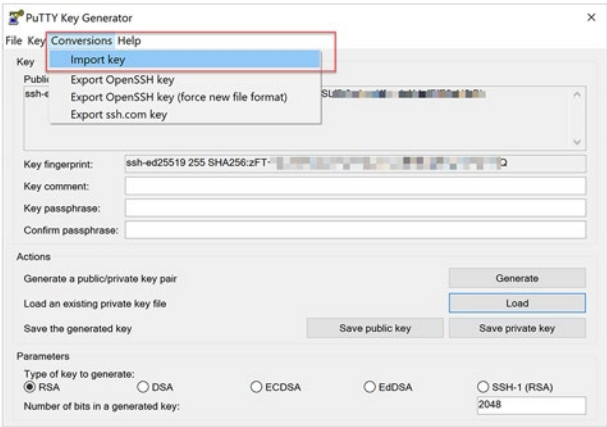 PuTTY Key Generator
File Key Conversions Help
Import key
Export OpenSSH key
Export OpenSSH key (force new file format)
Export ssh.com key
Key
Key fingerprint: ssh-ed25519 255 SHA256:zFT-
Key comment:
Key passphrase:
Confirm passphrase:
Actions
Generate a public/private key pair Generate
Load an existing private key file Load
Save the generated key Save public key Save private key
Parameters
Type of key to generate:
RSA DSA ECDSA EdDSA SSH-1 (RSA)
Number of bits in a generated key: 2048